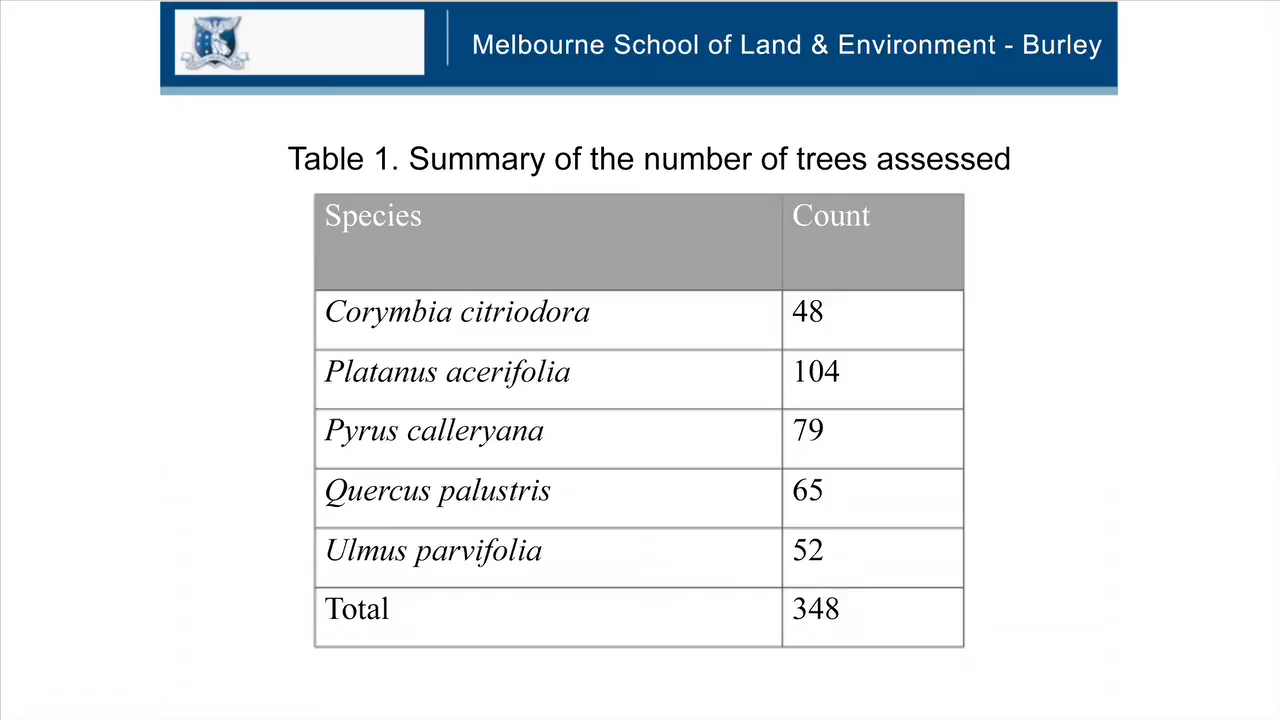 Melbourne School of Land & Environment - Burley
Table 1. Summary of the number of trees assessed
Species Count
Corymbia citriodora 48
Platanus acerifolia 104
Pyrus calleryana 79
Quercus palustris 65
Ulmus parvifolia 52
Total 348